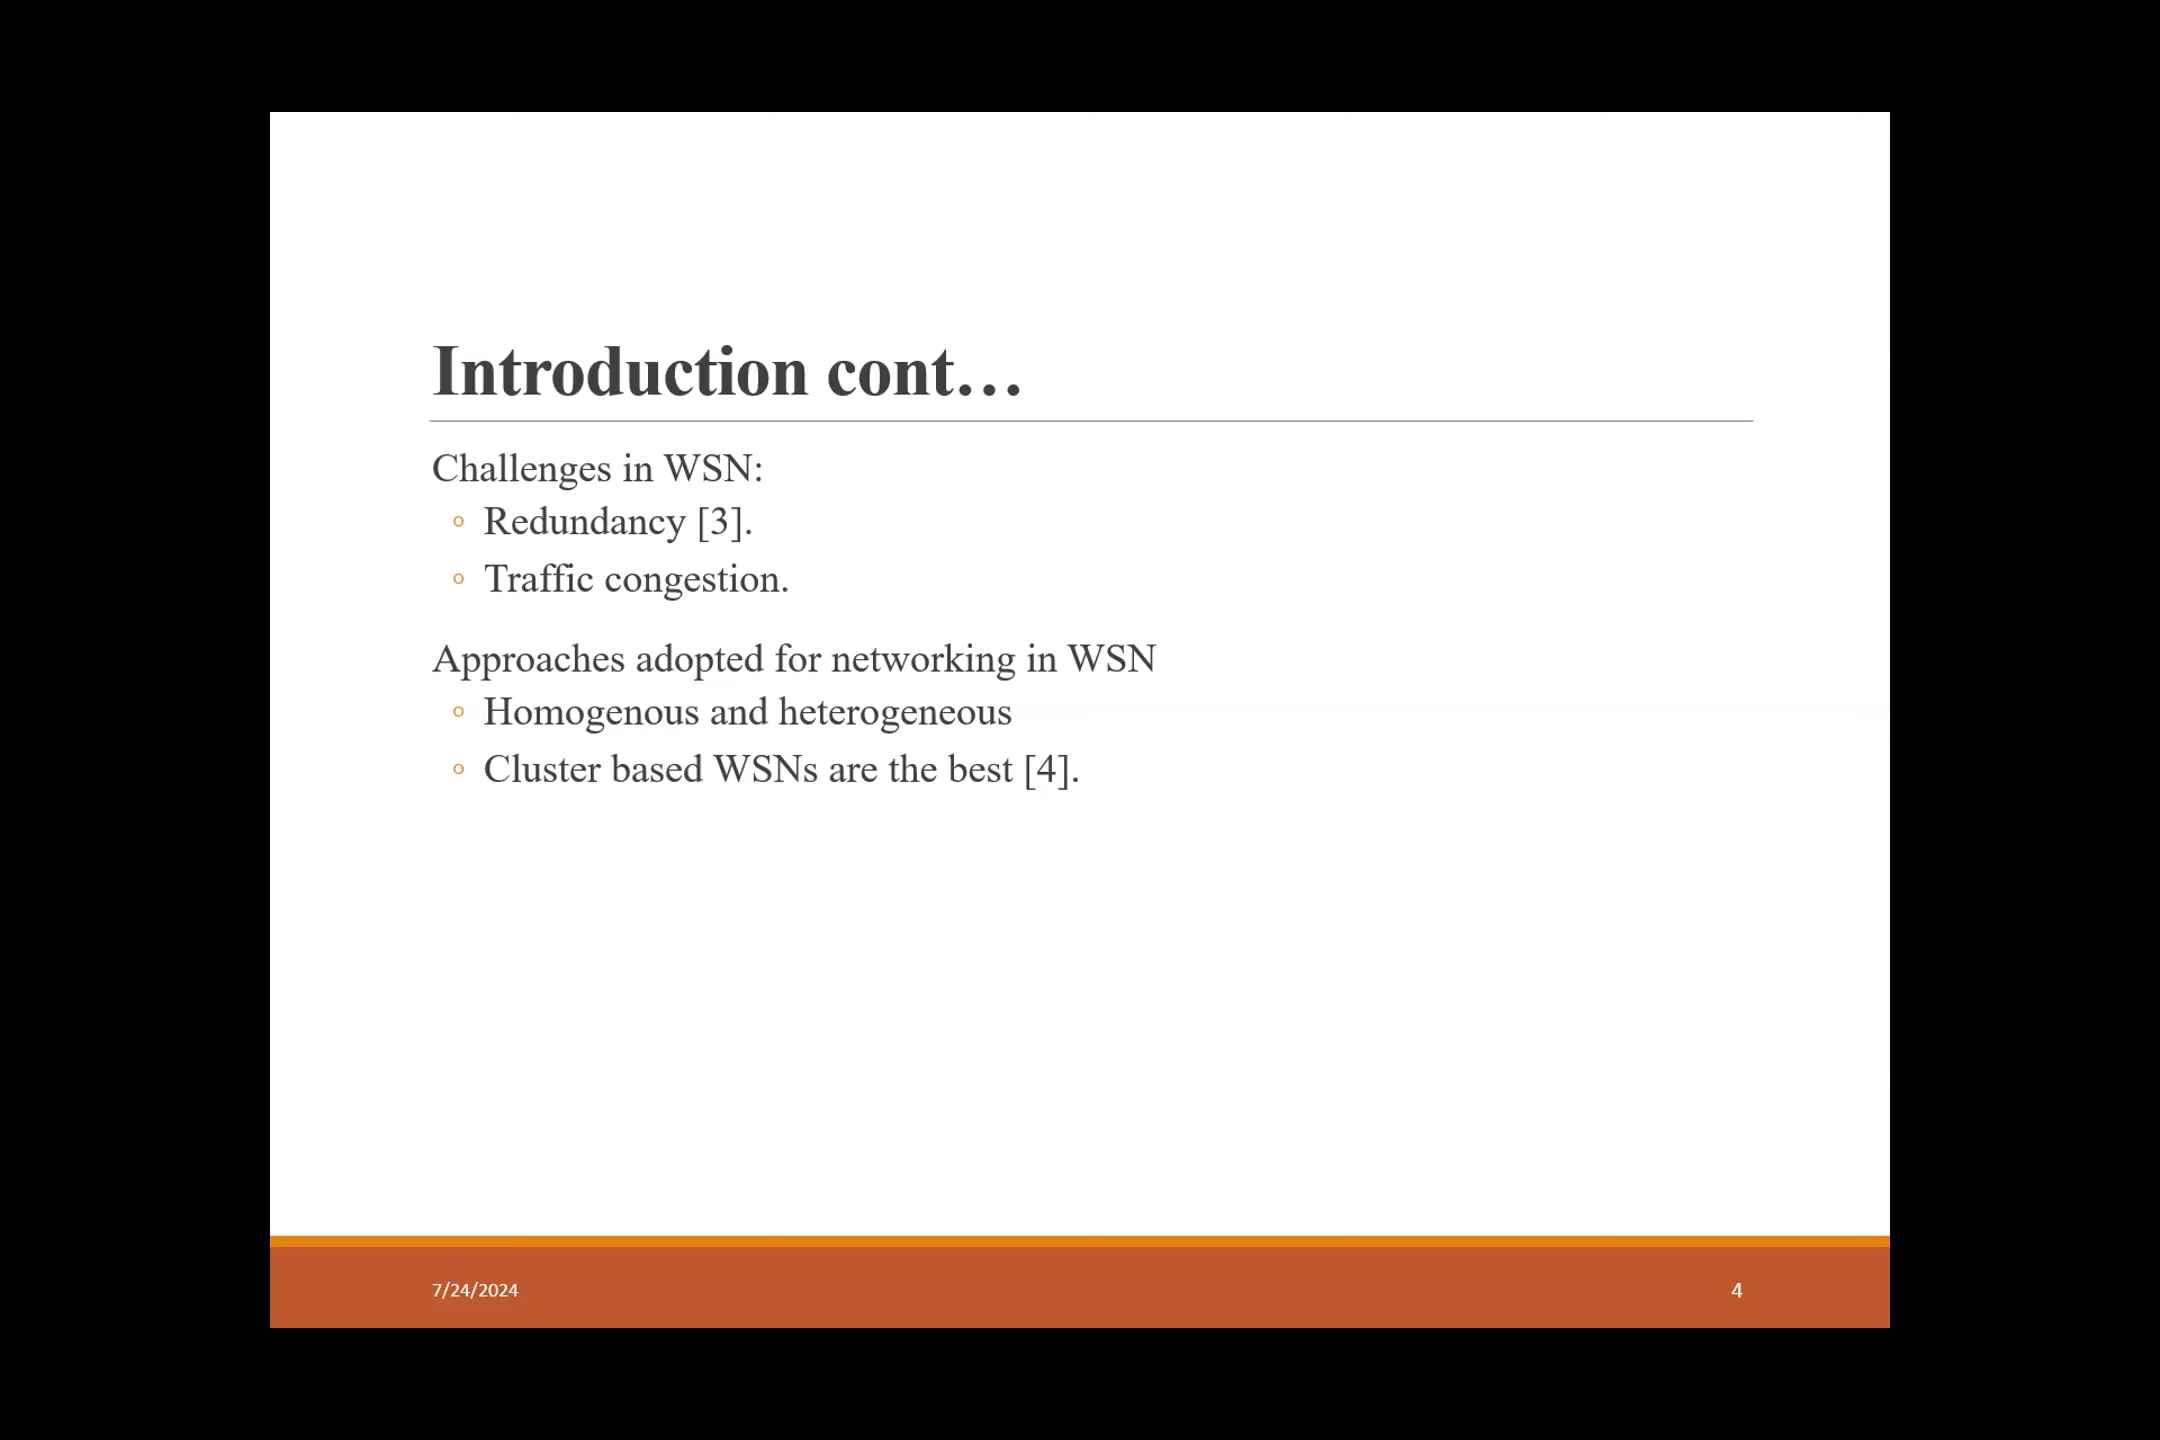 Introduction cont…
Challenges in WSN:
◦ Redundancy [3].
◦ Traffic congestion.
Approaches adopted for networking in WSN
◦ Homogenous and heterogeneous
◦ Cluster based WSNs are the best [4].
7/24/2024
4